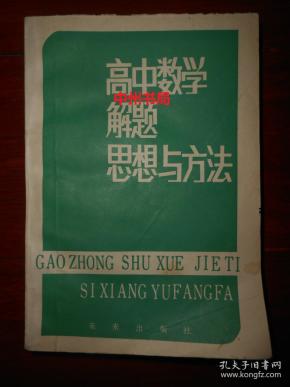 高中数学
中州书局
解题
思想与方法
GAO ZHONG SHU XUE JIE TI
SI XIANG YU FANG FA
未来出版社
孔夫子旧书网